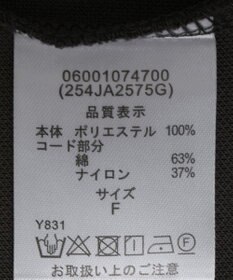 06001074700
(254JA2575G)
品質表示
本体 ポリエステル 100%
コード部分
綿 63%
ナイロン 37%
サイズ
F
Y831
お取扱い上のご注意